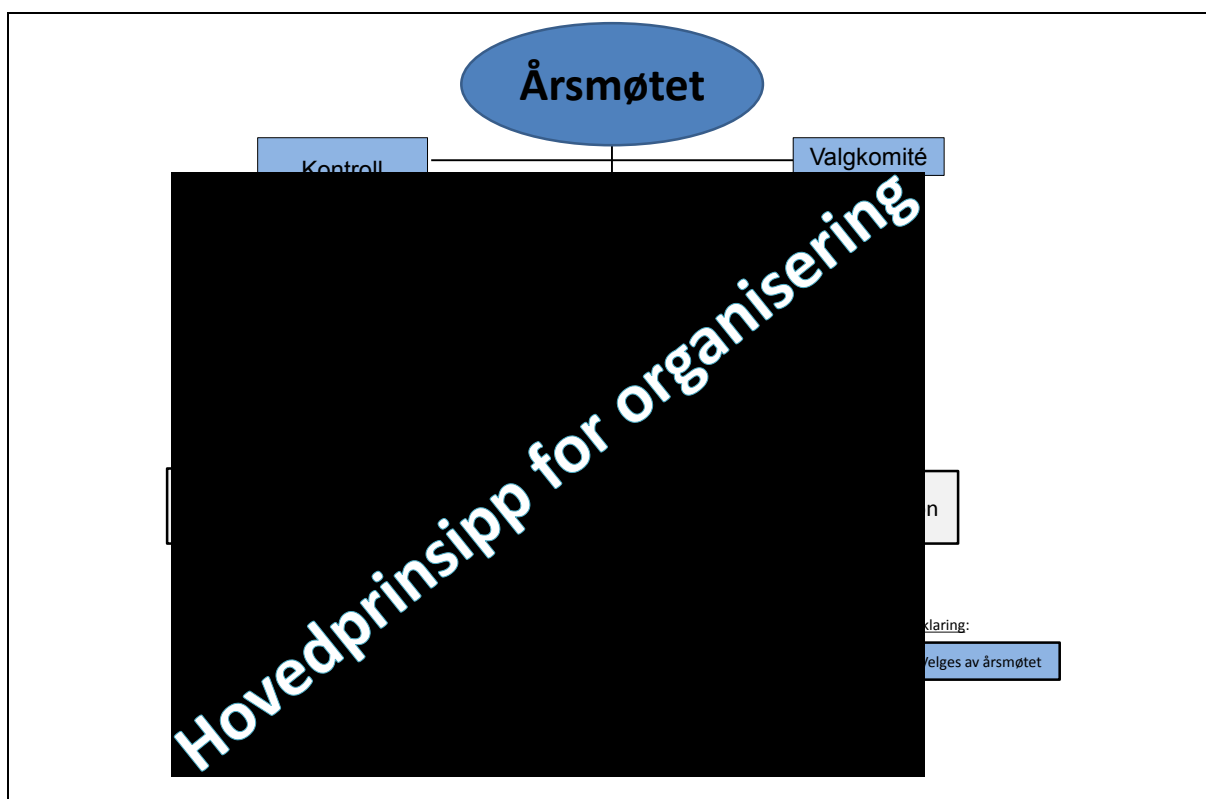 Årsmøtet
Kontroll
Valgkomité
Hovedprinsipp for organisering
n
klaring:
Velges av årsmøtet